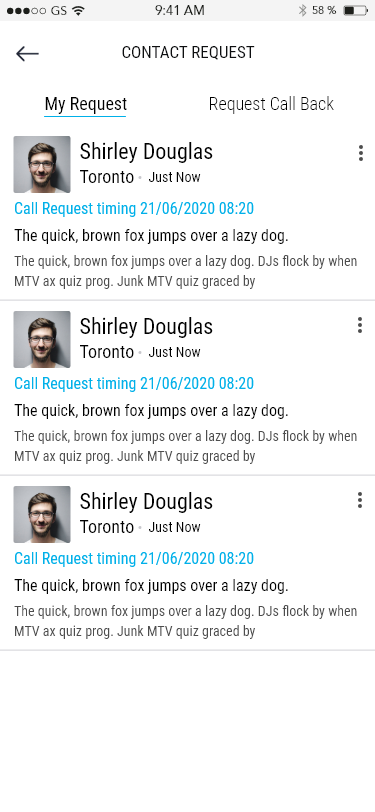 GS 9:41 AM 58 %
CONTACT REQUEST
My Request Request Call Back
Shirley Douglas
Toronto • Just Now
Call Request timing 21/06/2020 08:20
The quick, brown fox jumps over a lazy dog.
The quick, brown fox jumps over a lazy dog. DJs flock by when
MTV ax quiz prog. Junk MTV quiz graced by
Shirley Douglas
Toronto • Just Now
Call Request timing 21/06/2020 08:20
The quick, brown fox jumps over a lazy dog.
The quick, brown fox jumps over a lazy dog. DJs flock by when
MTV ax quiz prog. Junk MTV quiz graced by
Shirley Douglas
Toronto • Just Now
Call Request timing 21/06/2020 08:20
The quick, brown fox jumps over a lazy dog.
The quick, brown fox jumps over a lazy dog. DJs flock by when
MTV ax quiz prog. Junk MTV quiz graced by